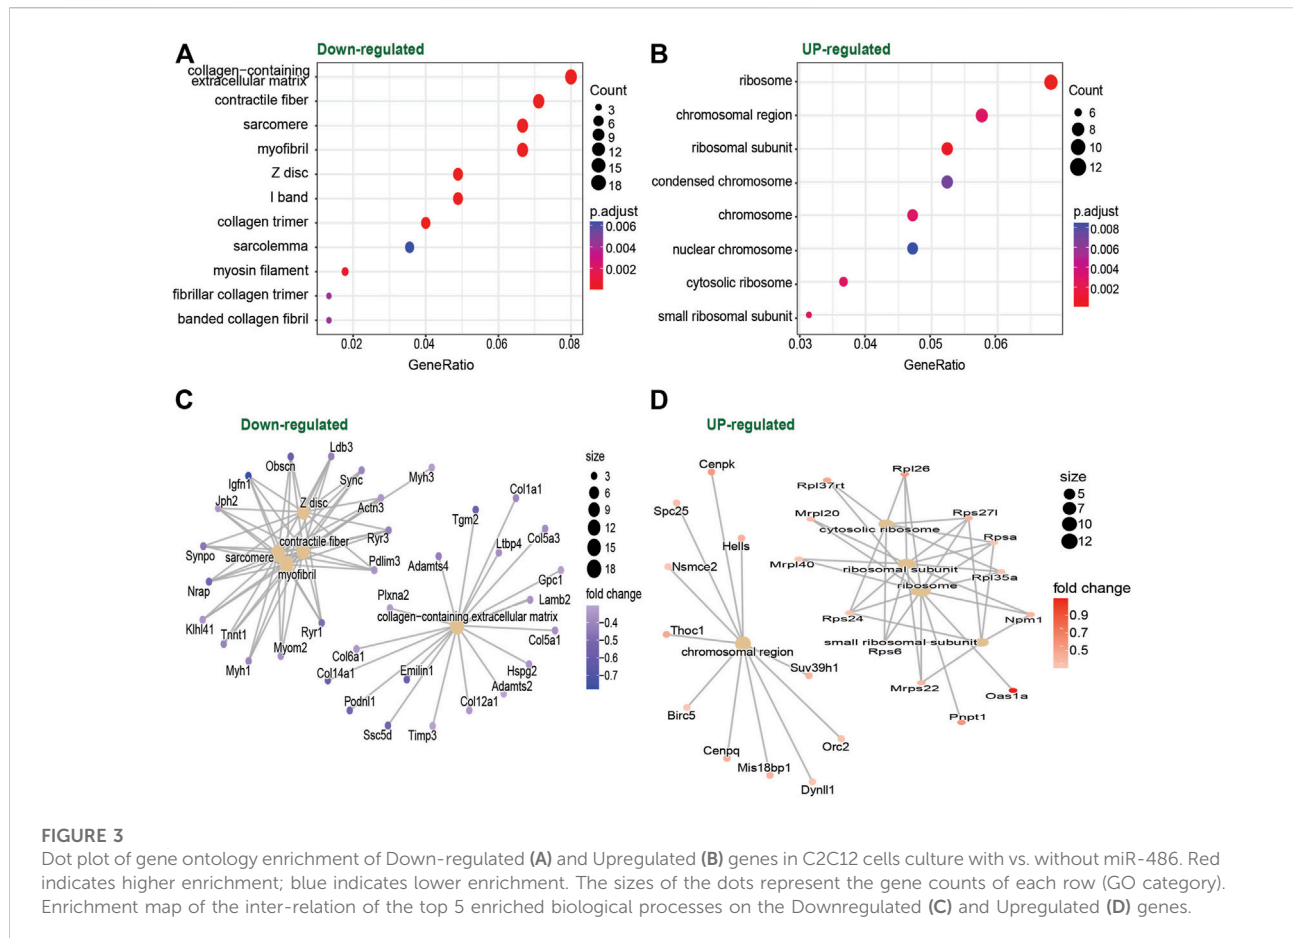 A
Down-regulated
collagen-containing
extracellular matrix
contractile fiber
sarcomere
myofibril
Z disc
I band
collagen trimer
sarcolemma
myosin filament
fibrillar collagen trimer
banded collagen fibril
0.02
0.04
0.06
0.08
GeneRatio
Count
3
6
9
12
15
18
p.adjust
0.006
0.004
0.002
B
UP-regulated
ribosome
chromosomal region
ribosomal subunit
condensed chromosome
chromosome
nuclear chromosome
cytosolic ribosome
small ribosomal subunit
0.03
0.04
0.05
0.06
GeneRatio
Count
6
8
10
12
p.adjust
0.008
0.006
0.004
0.002
C
Down-regulated
Ldb3
Obscn
Igfn1
Sync
Myh3
Jph2
Z disc
Actn3
Col1a1
Tgm2
contractile fiber
Ryr3
Ltbp4
Col5a3
Synpo
sarcomere
Pdlim3
Adamts4
myofibril
Gpc1
Nrap
Plxna2
Lamb2
collagen-containing extracellular matrix
Klhl41
Tnnt1
Ryr1
Col5a1
Myom2
Col6a1
Myh1
Col14a1
Emilin1
Hspg2
Adamts2
Podnl1
Col12a1
Ssc5d
Timp3
size
3
6
9
12
15
18
fold change
-0.4
-0.5
-0.6
-0.7
D
UP-regulated
Cenpk
Rpl26
Rpl37rt
Spc25
Mrpl20
Rps27l
cytosolic ribosome
Hells
Rpsa
Nsmce2
Mrpl40
ribosomal subunit
Rpl35a
ribosome
Rps24
Npm1
Thoc1
small ribosomal subunit
chromosomal region
Rps6
Suv39h1
Mrps22
Oas1a
Birc5
Pnpt1
Cenpq
Orc2
Mis18bp1
Dynll1
size
5
7
10
12
fold change
0.9
0.7
0.5
FIGURE 3
Dot plot of gene ontology enrichment of Down-regulated (A) and Upregulated (B) genes in C2C12 cells culture with vs. without miR-486. Red
indicates higher enrichment; blue indicates lower enrichment. The sizes of the dots represent the gene counts of each row (GO category).
Enrichment map of the inter-relation of the top 5 enriched biological processes on the Downregulated (C) and Upregulated (D) genes.